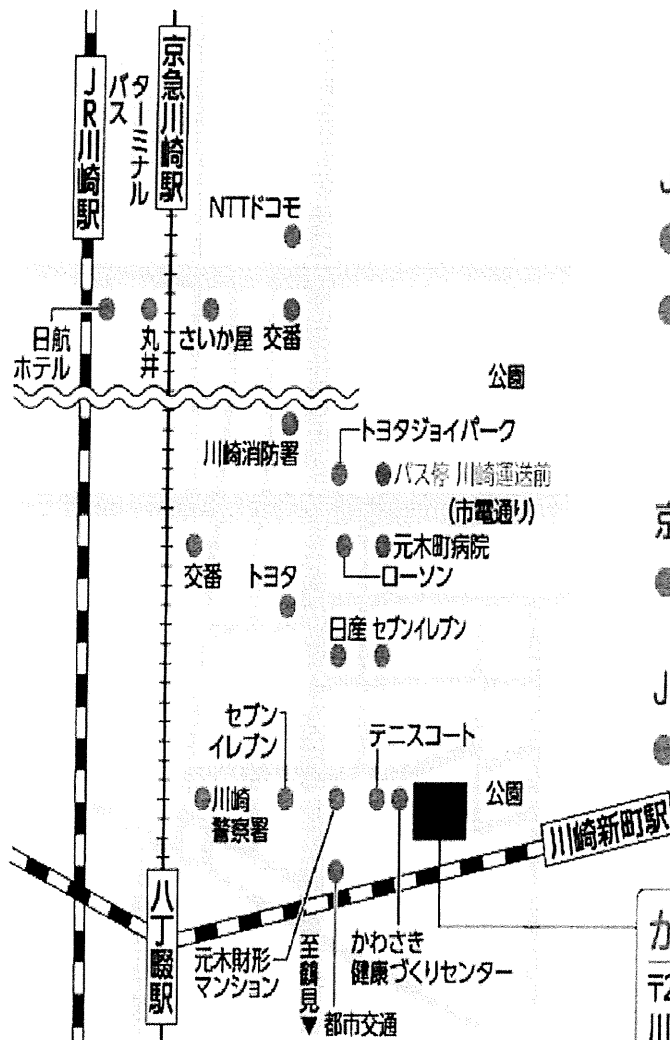 JR川崎駅
バス
ターミナル
京急川崎駅
NTTドコモ
日航
ホテル
丸井
さいか屋
交番
公園
川崎消防署
トヨタジョイパーク
バス停 川崎運送前
(市電通り)
元木町病院
ローソン
交番
トヨタ
日産
セブンイレブン
セブン
イレブン
テニスコート
川崎
警察署
公園
川崎新町駅
八丁畷駅
元木財形
マンション
至鶴見
かわさき
健康づくりセンター
都市交通
か
〒2
川